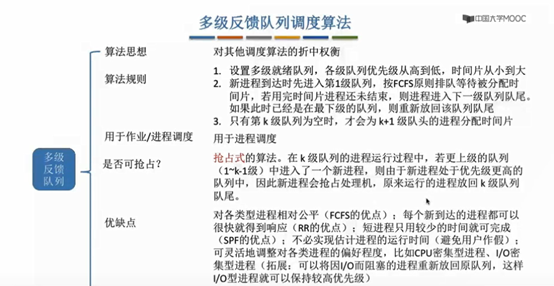 多级反馈队列调度算法
中国大学MOOC
算法思想
对其他调度算法的折中权衡
算法规则
1. 设置多级就绪队列，各级队列优先级从高到低，时间片从小到大
2. 新进程到达时先进入第1级队列，按FCFS原则排队等待被分配时
间片，若用完时间片进程还未结束，则进程进入下一级队列队尾。
如果此时已经是在最下级的队列，则重新放回该队列队尾
3. 只有第 k 级队列为空时，才会为 k+1 级队头的进程分配时间片
用于作业/进程调度
用于进程调度
多级
反馈
队列
是否可抢占？
抢占式的算法。在 k 级队列的进程运行过程中，若更上级的队列
（1~k-1级）中进入了一个新进程，则由于新进程处于优先级更高的
队列中，因此新进程会抢占处理机，原来运行的进程放回 k 级队列
队尾。
优缺点
对各类型进程相对公平（FCFS的优点）；每个新到达的进程都可以
很快就得到响应（RR的优点）；短进程只用较少的时间就可完成
（SPF的优点）；不必实现估计进程的运行时间（避免用户作假）；
可灵活地调整对各类进程的偏好程度，比如CPU密集型进程、I/O密
集型进程（拓展：可以将因I/O而阻塞的进程重新放回原队列，这样
I/O型进程就可以保持较高优先级）